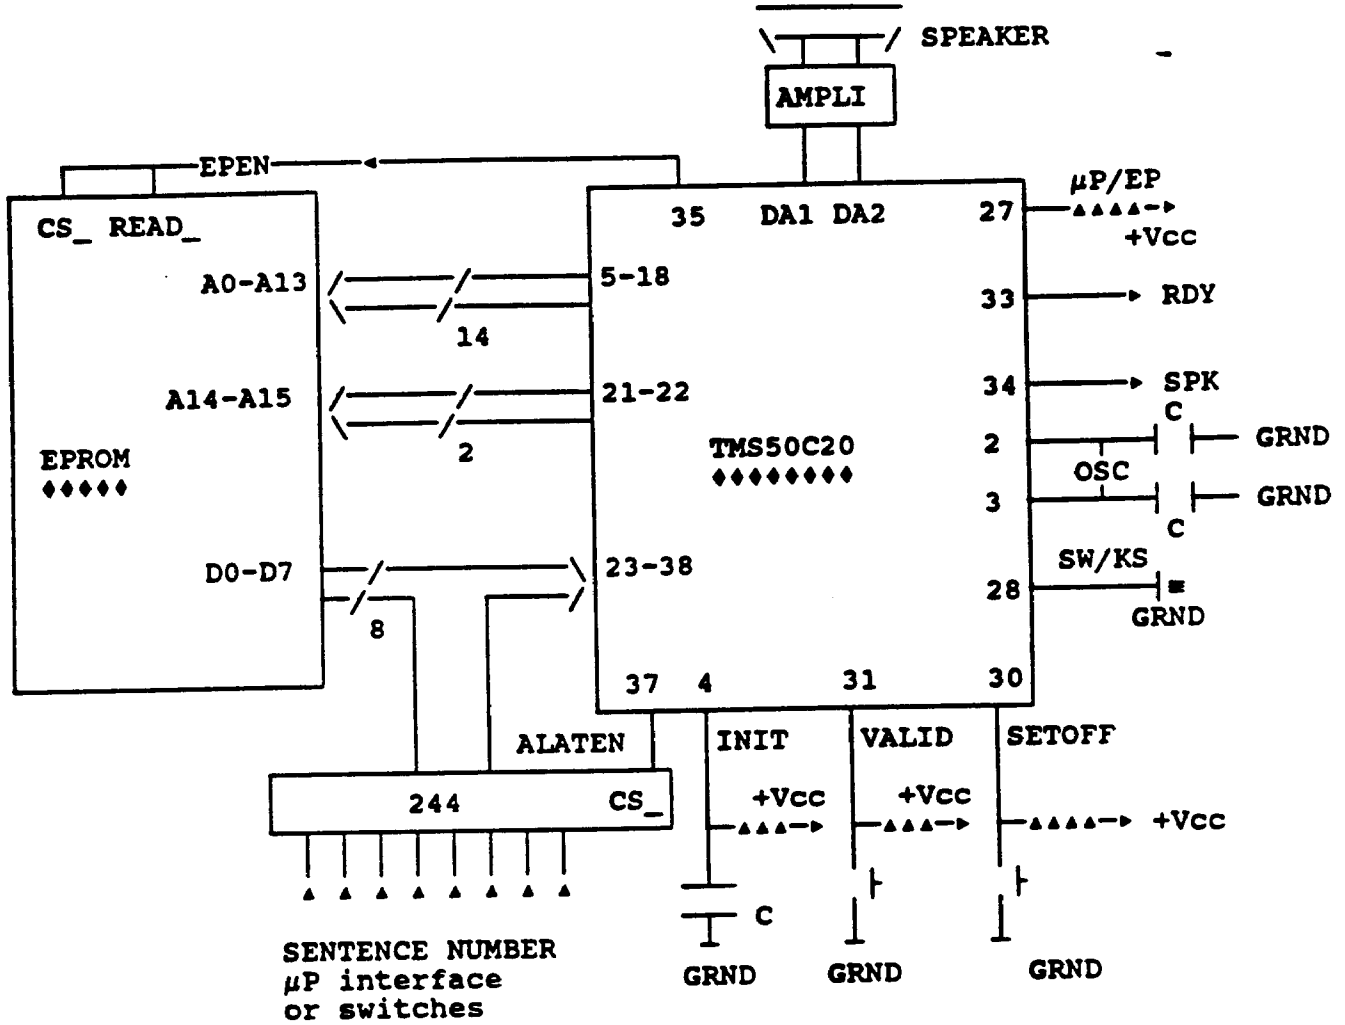 SPEAKER
AMPLI
EPEN
CS_ READ_
35 DA1 DA2 27
µP/EP
+Vcc
A0-A13
5-18
33
RDY
14
A14-A15
21-22
34
SPK
C
2
2
GRND
EPROM
TMS50C20
OSC
3
GRND
C
D0-D7
23-38
SW/KS
28
GRND
8
37 4 31 30
ALATEN
INIT
VALID
SETOFF
244 CS_
+Vcc
+Vcc
+Vcc
C
GRND
GRND
GRND
SENTENCE NUMBER
µP interface
or switches